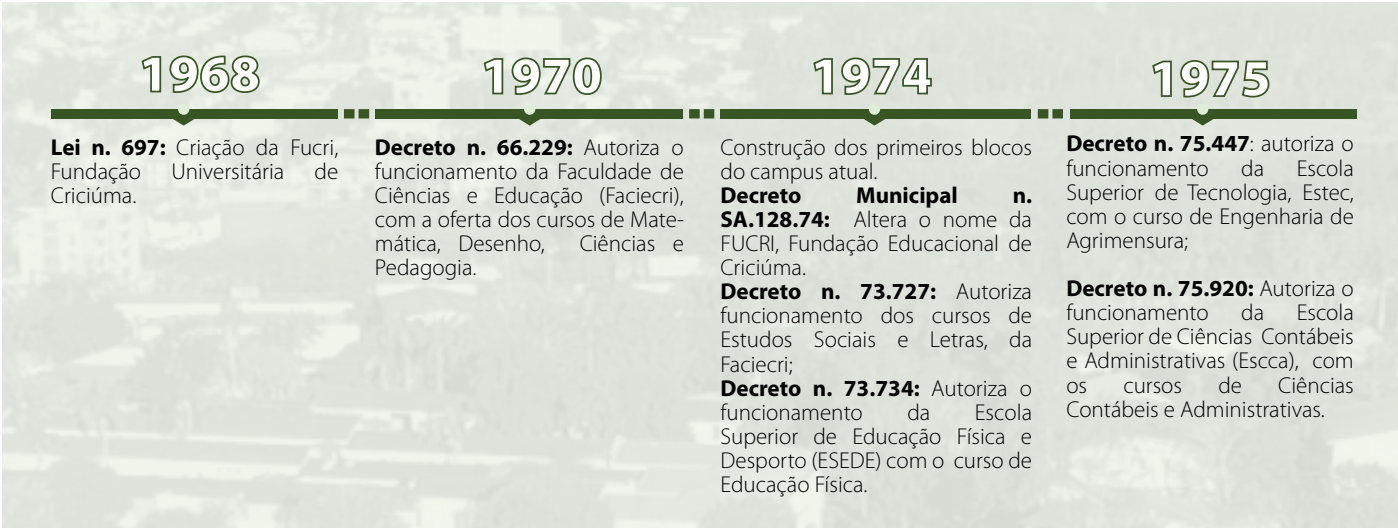 1968
Lei n. 697: Criação da Fucri,
Fundação Universitária de
Criciúma.
1970
Decreto n. 66.229: Autoriza o
funcionamento da Faculdade de
Ciências e Educação (Faciecri),
com a oferta dos cursos de Mate-
mática, Desenho, Ciências e
Pedagogia.
1974
Construção dos primeiros blocos
do campus atual.
Decreto Municipal n.
SA.128.74: Altera o nome da
FUCRI, Fundação Educacional de
Criciúma.
Decreto n. 73.727: Autoriza
funcionamento dos cursos de
Estudos Sociais e Letras, da
Faciecri;
Decreto n. 73.734: Autoriza o
funcionamento da Escola
Superior de Educação Física e
Desporto (ESEDE) com o curso de
Educação Física.
1975
Decreto n. 75.447: autoriza o
funcionamento da Escola
Superior de Tecnologia, Estec,
com o curso de Engenharia de
Agrimensura;
Decreto n. 75.920: Autoriza o
funcionamento da Escola
Superior de Ciências Contábeis
e Administrativas (Escca), com
os cursos de Ciências
Contábeis e Administrativas.